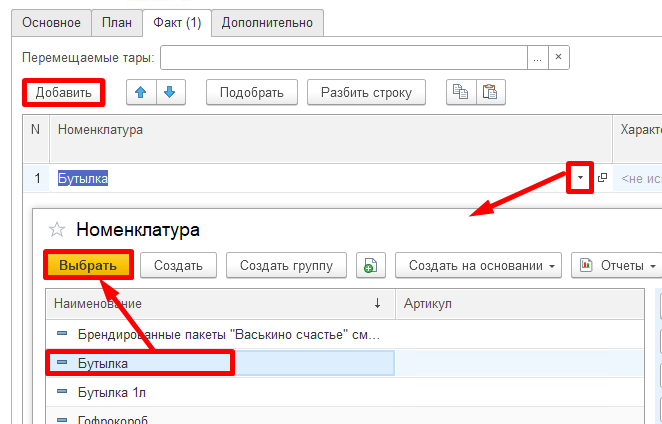 Основное План Факт (1) Дополнительно
Перемещаемые тары: ... ×
Добавить Подобрать Разбить строку
N Номенклатура Характе
1 Бутылка <не исп
Номенклатура
Выбрать Создать Создать группу Создать на основании Отчеты
Наименование ↓ Артикул
Брендированные пакеты "Васькино счастье" см...
Бутылка
Бутылка 1л
Гофрокороб